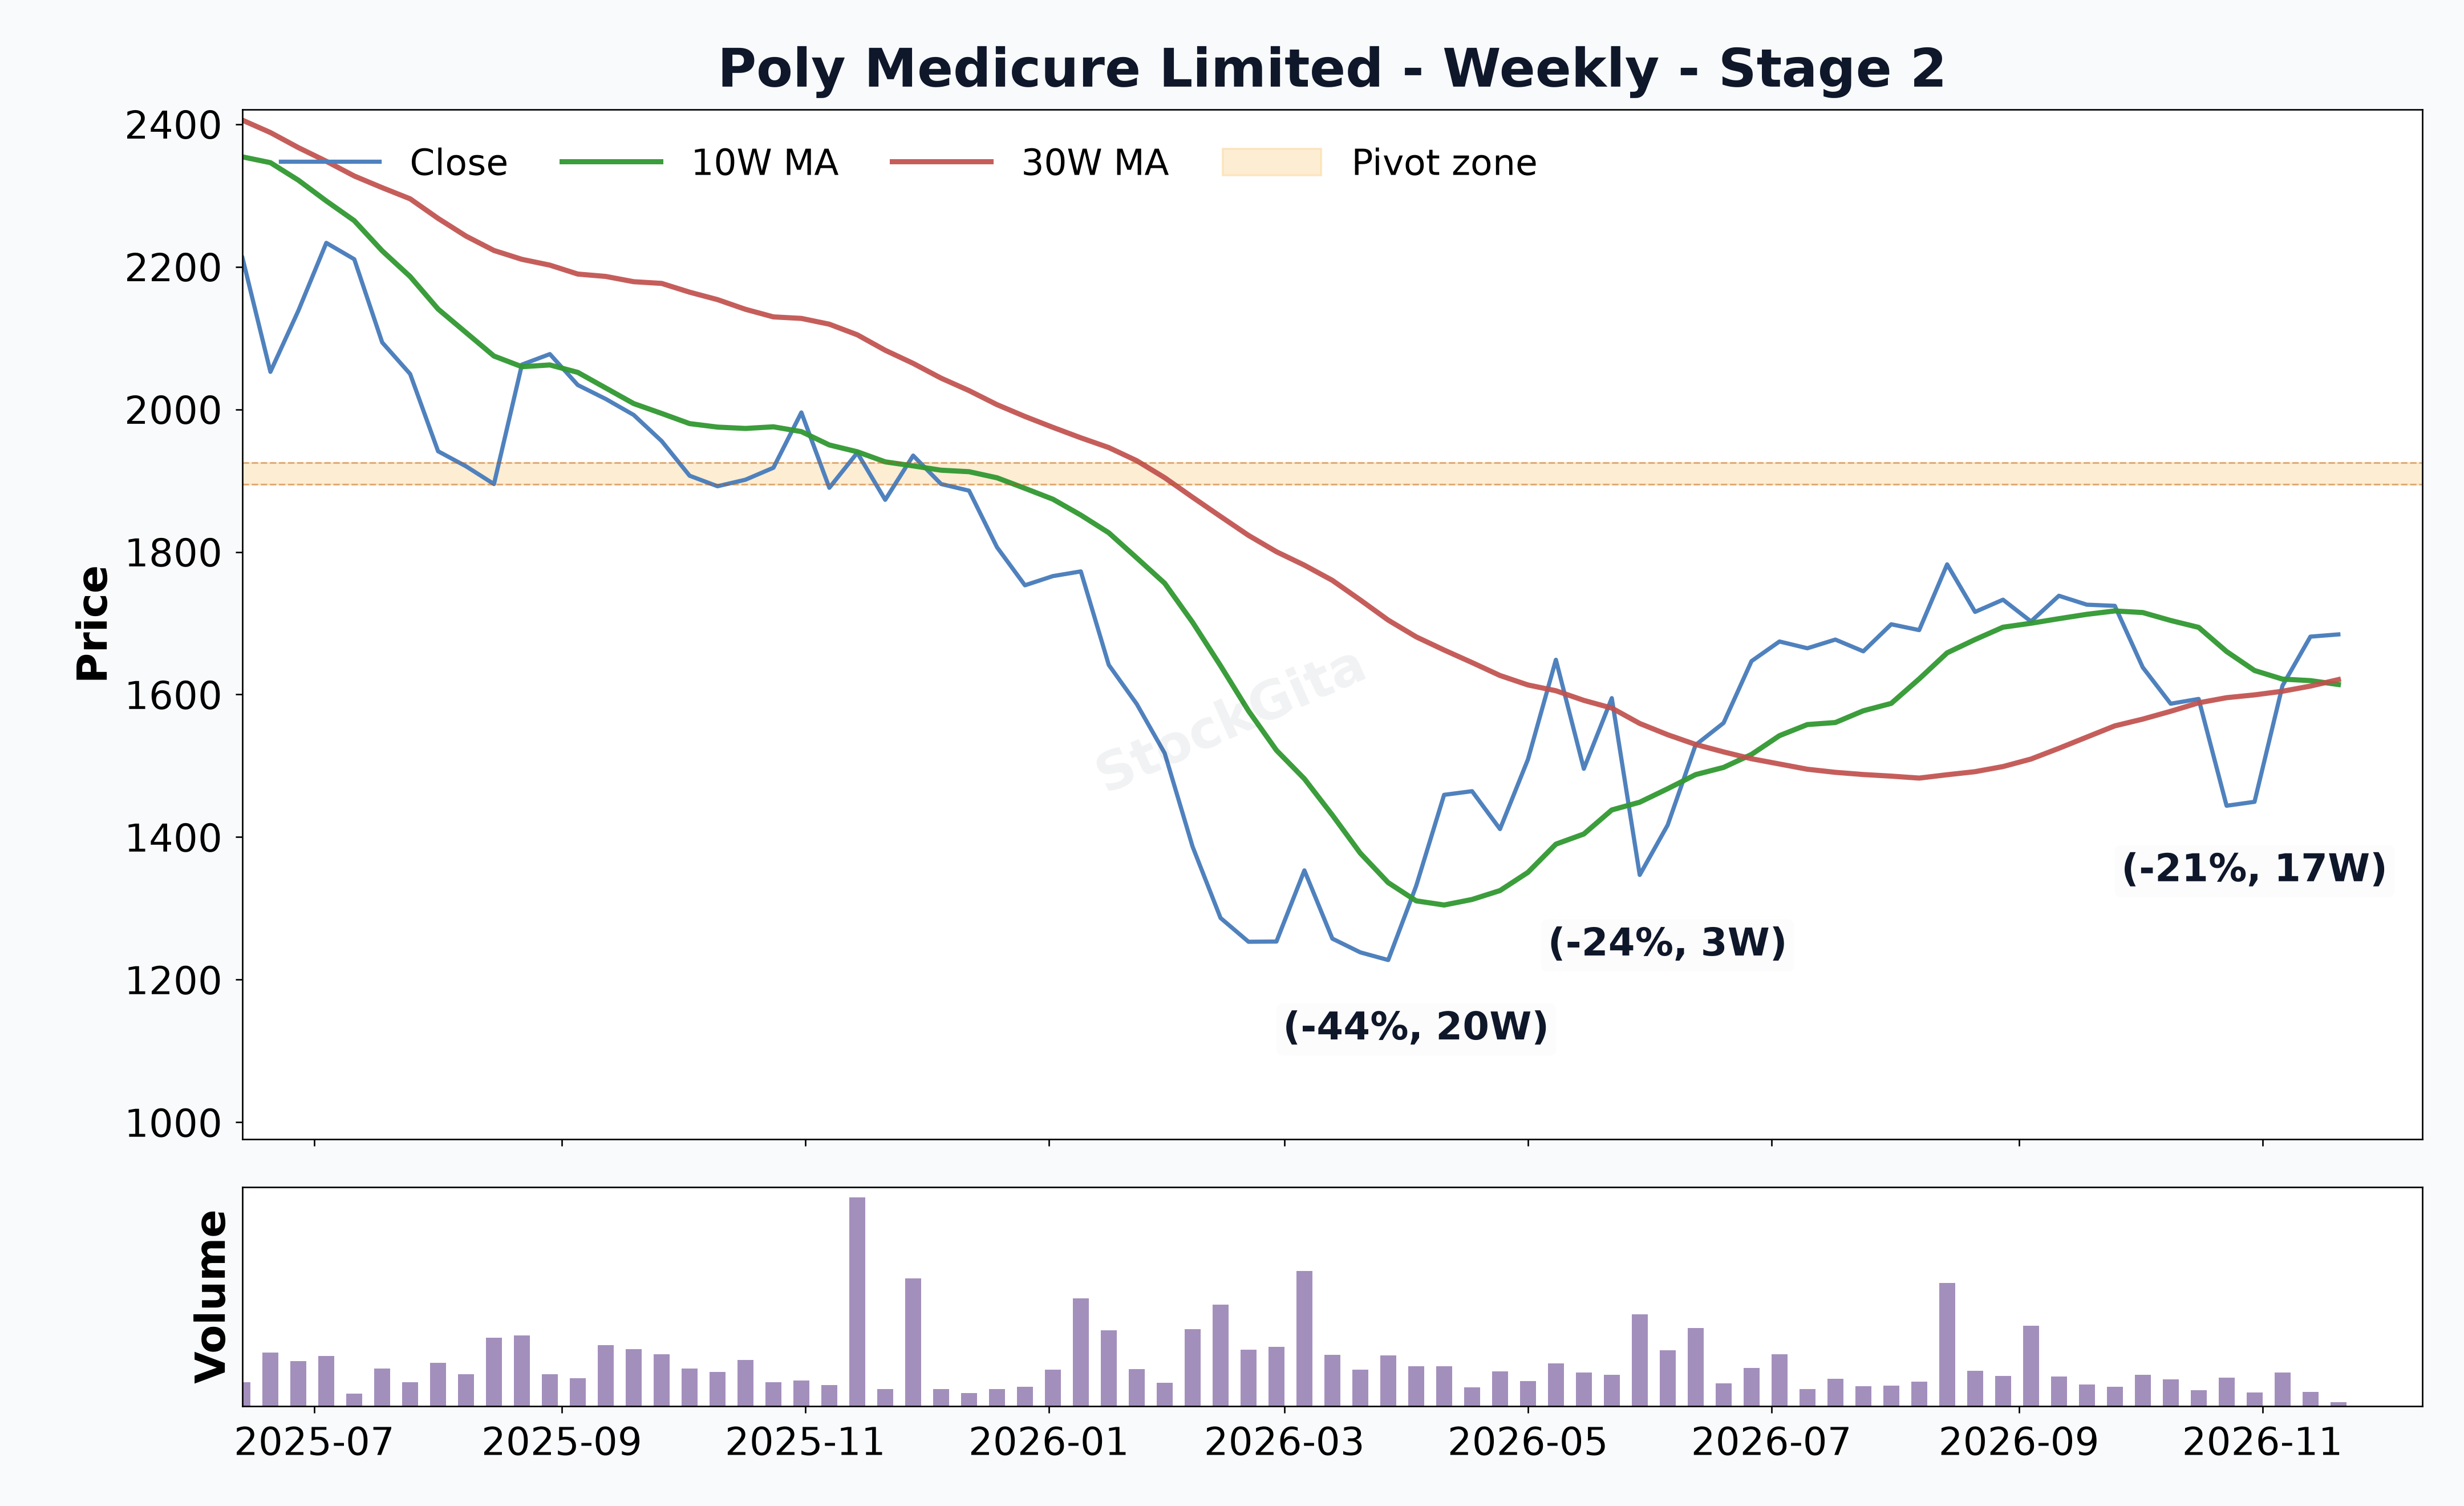 Poly Medicure Limited - Weekly - Stage 2
Close 10W MA 30W MA Pivot zone
2400
2200
2000
1800
1600
1400
1200
1000
Price
StockGita
(-21%, 17W)
(-24%, 3W)
(-44%, 20W)
Volume
2025-07 2025-09 2025-11 2026-01 2026-03 2026-05 2026-07 2026-09 2026-11